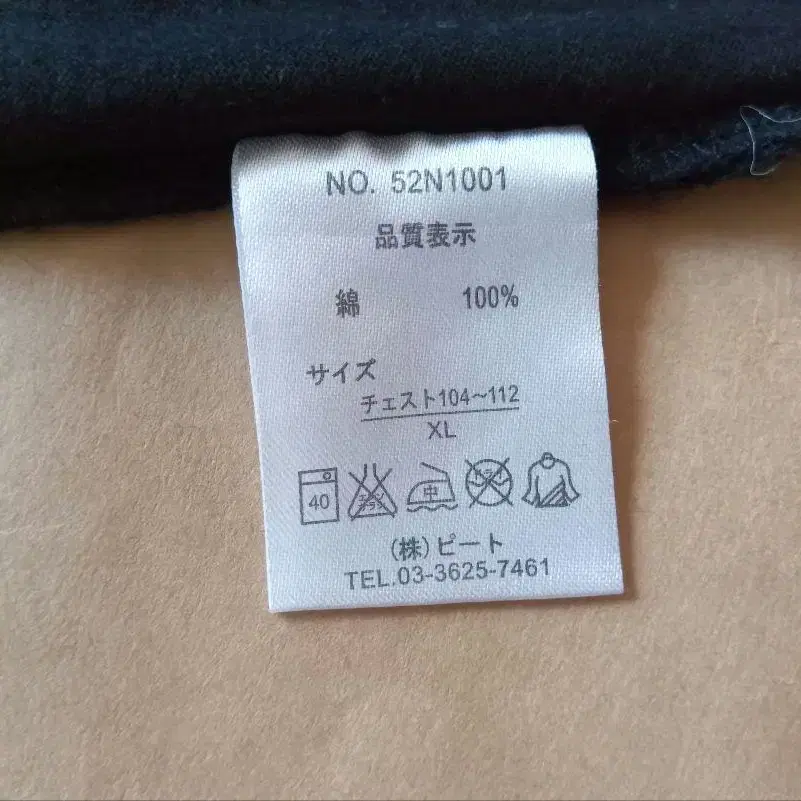 NO. 52N1001
品質表示
綿 100%
サイズ
チェスト104〜112
XL
40 中
(株)ピート
TEL.03-3625-7461